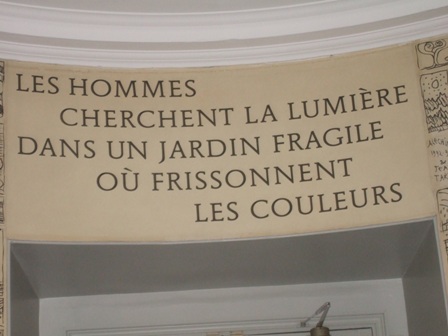 LES HOMMES
CHERCHENT LA LUMIÈRE
DANS UN JARDIN FRAGILE
OÙ FRISSONNENT
LES COULEURS